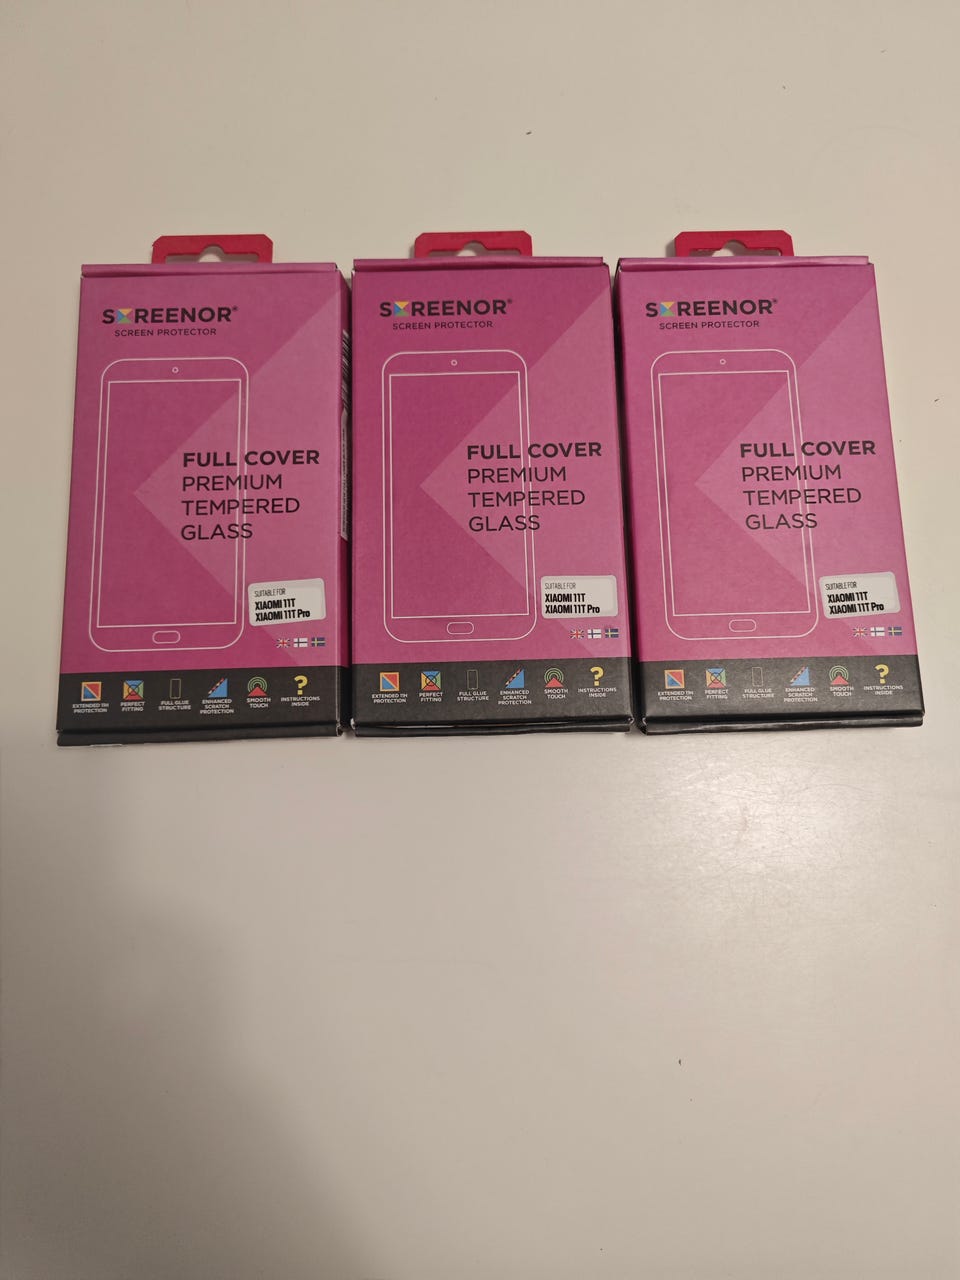 SCREENOR®
SCREEN PROTECTOR
FULL COVER
PREMIUM
TEMPERED
GLASS
SUITABLE FOR
XIAOMI 11T
XIAOMI 11T Pro
EXTENDED 11H
PROTECTION
PERFECT
FITTING
FULL GLUE
STRUCTURE
ENHANCED
SCRATCH
PROTECTION
SMOOTH
TOUCH
?
INSTRUCTIONS
INSIDE
SCREENOR®
SCREEN PROTECTOR
FULL COVER
PREMIUM
TEMPERED
GLASS
SUITABLE FOR
XIAOMI 11T
XIAOMI 11T Pro
EXTENDED 11H
PROTECTION
PERFECT
FITTING
FULL GLUE
STRUCTURE
ENHANCED
SCRATCH
PROTECTION
SMOOTH
TOUCH
?
INSTRUCTIONS
INSIDE
SCREENOR®
SCREEN PROTECTOR
FULL COVER
PREMIUM
TEMPERED
GLASS
SUITABLE FOR
XIAOMI 11T
XIAOMI 11T Pro
EXTENDED 11H
PROTECTION
PERFECT
FITTING
FULL GLUE
STRUCTURE
ENHANCED
SCRATCH
PROTECTION
SMOOTH
TOUCH
?
INSTRUCTIONS
INSIDE